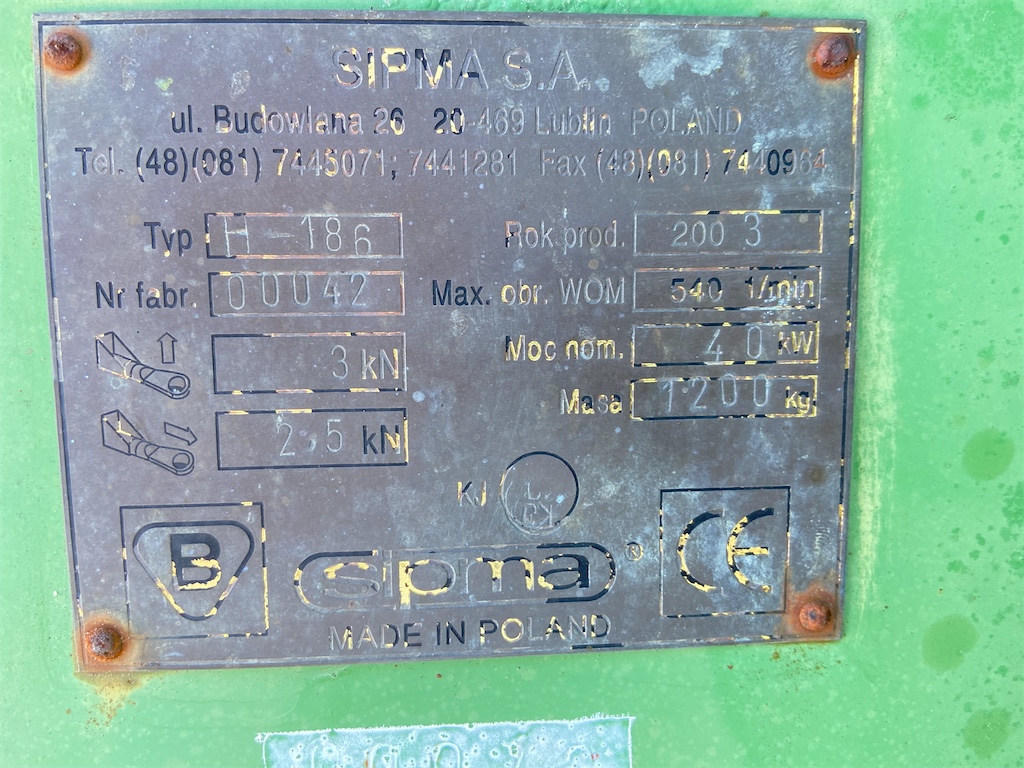 SIPMA S.A.
ul. Budowlana 26 20-469 Lublin POLAND
Tel. (48)(081) 7445071; 7441281 Fax (48)(081) 7440964
Typ H-186
Rok prod. 2003
Nr fabr. 00042
Max. obr. WOM 540 1/min
3 kN
Moc nom. 40 kW
2,5 kN
Masa 1200 kg
KJ
B
sipma®
CE
MADE IN POLAND